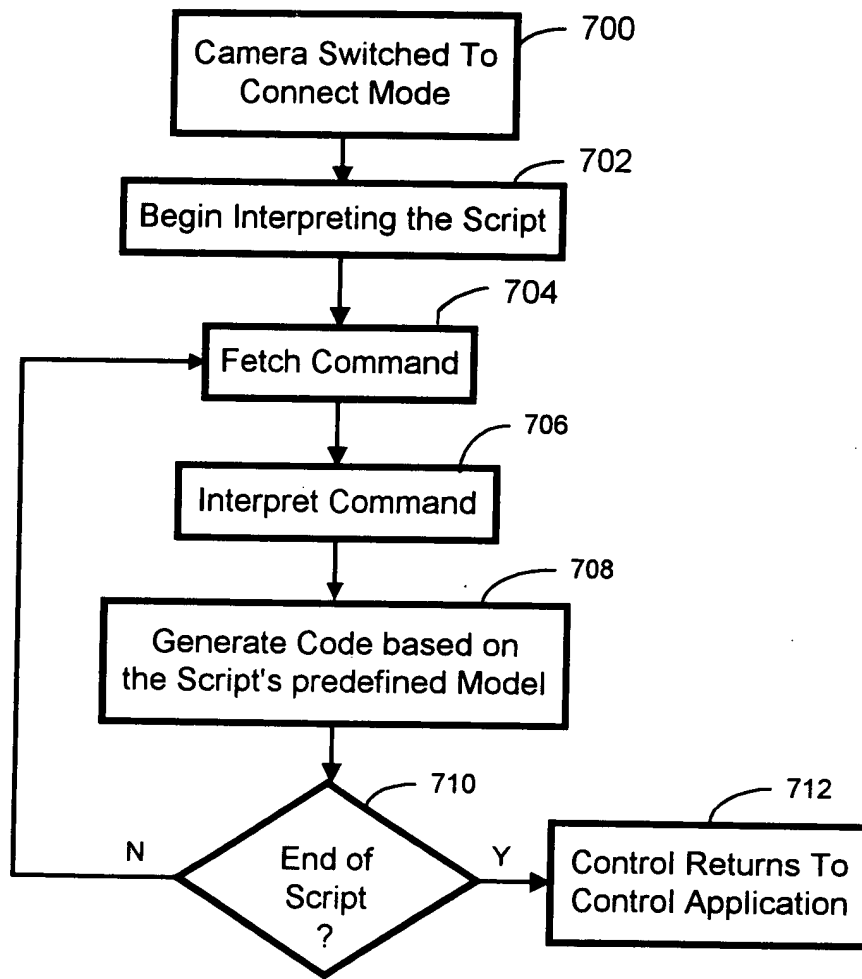 700
Camera Switched To
Connect Mode
702
Begin Interpreting the Script
704
Fetch Command
706
Interpret Command
708
Generate Code based on
the Script's predefined Model
710
712
N
End of
Script
?
Y
Control Returns To
Control Application